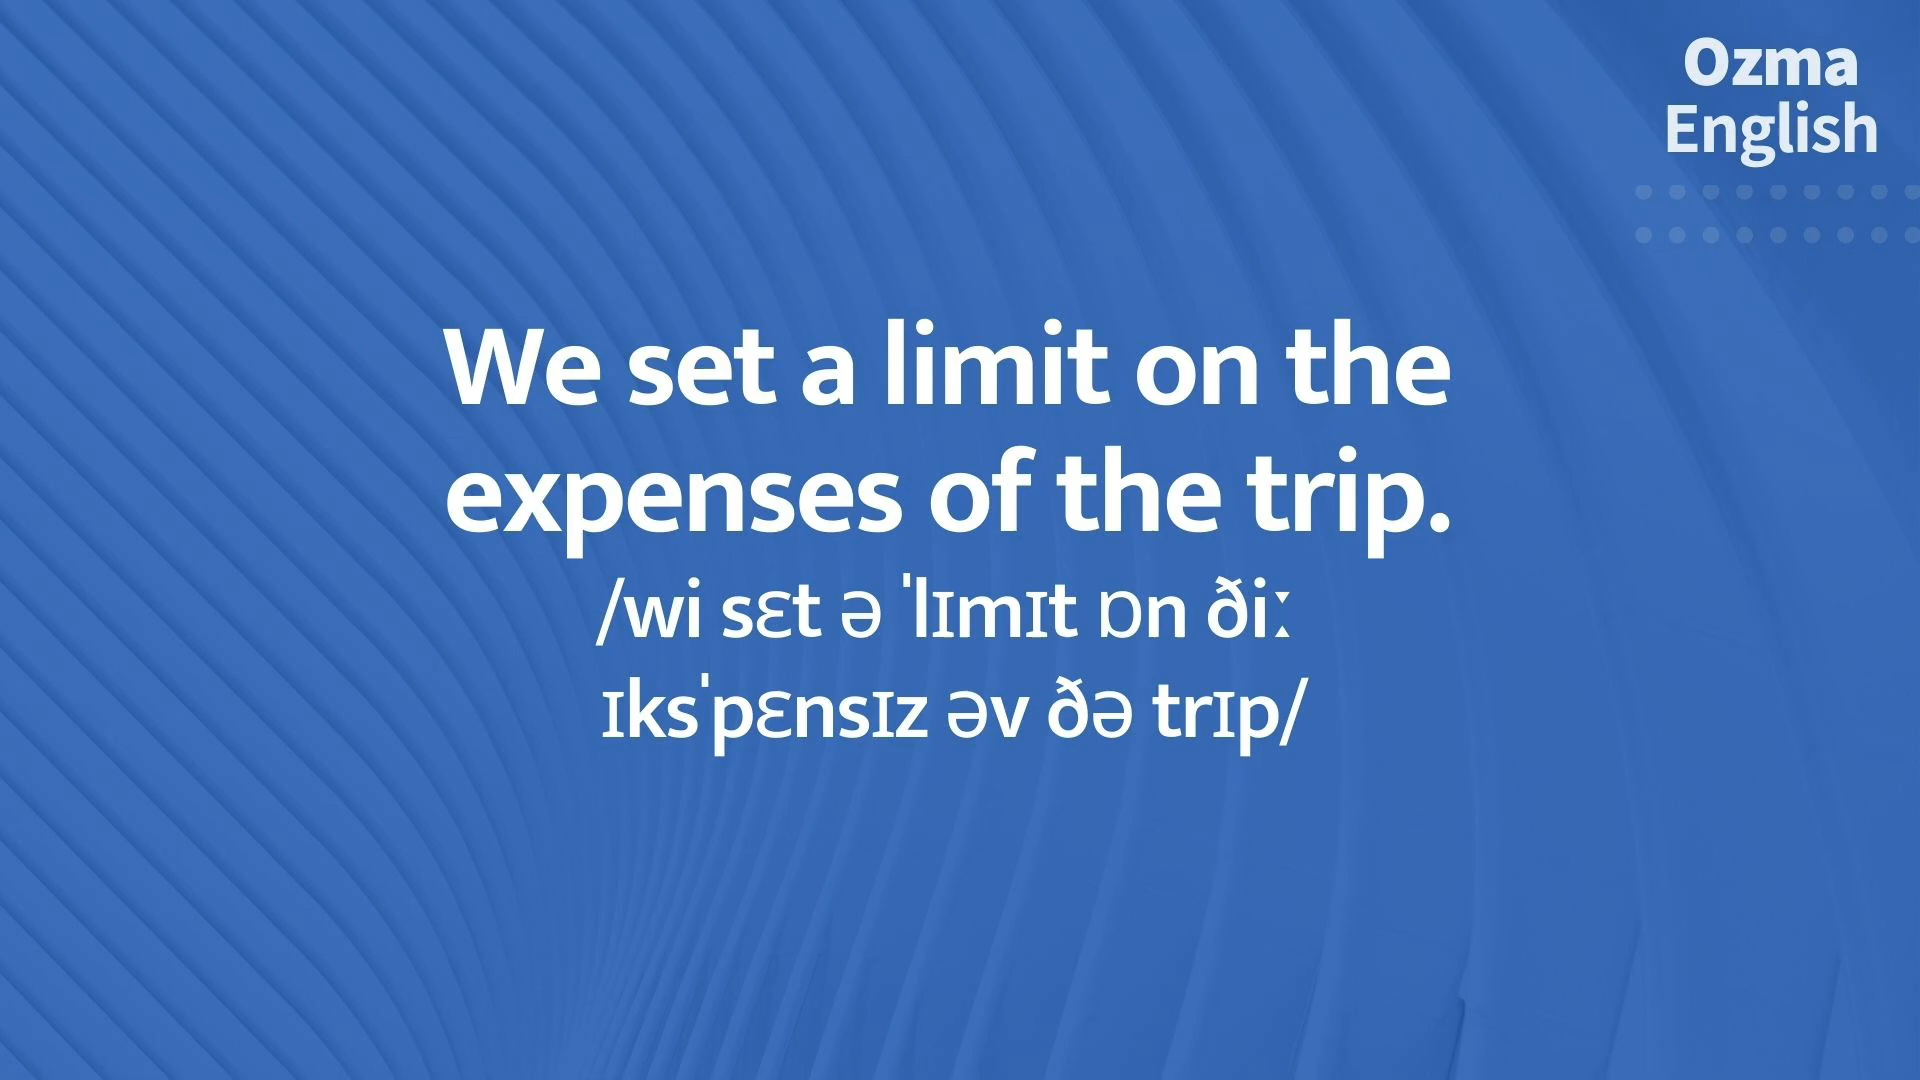 Ozma
English
We set a limit on the
expenses of the trip.
/wi sɛt ə ˈlɪmɪt ɒn ðiː
ɪksˈpɛnsɪz əv ðə trɪp/